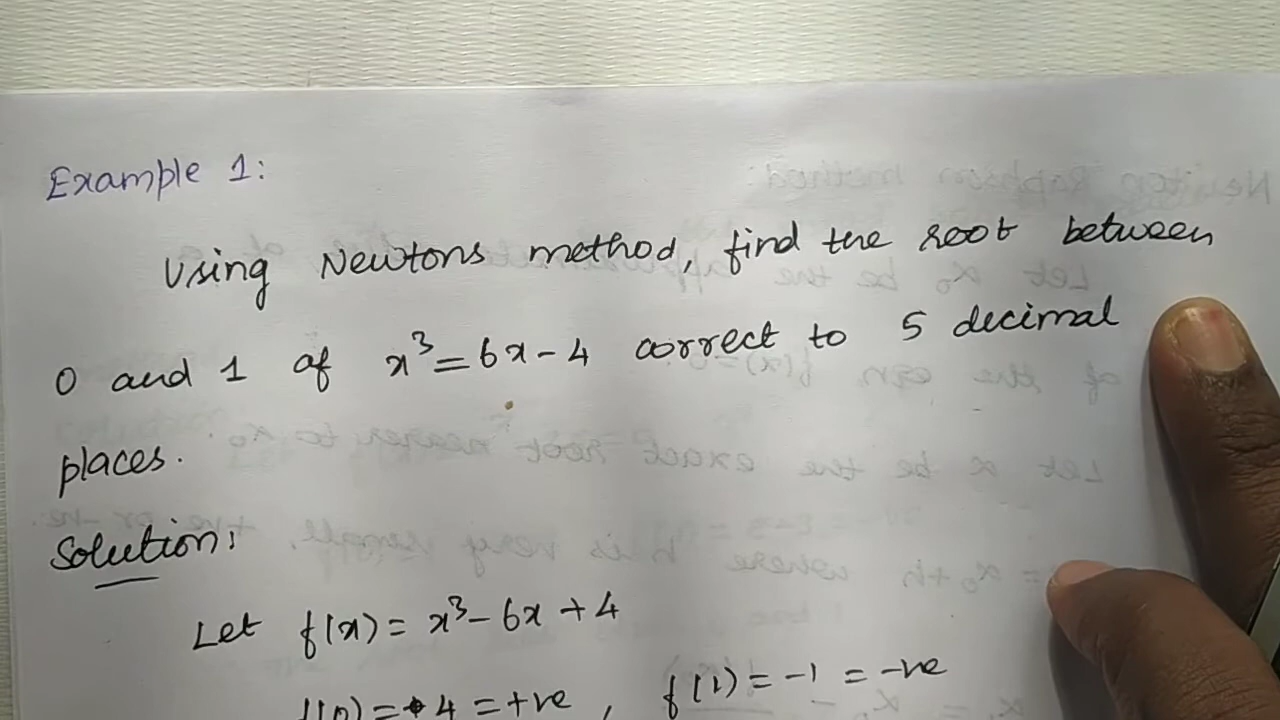 Example 1:
Using Newtons method, find the root between
0 and 1 of x³ = 6x - 4 correct to 5 decimal
places.
Solution:
Let f(x) = x³ - 6x + 4
f(0) = 4 = +ve , f(1) = -1 = -ve